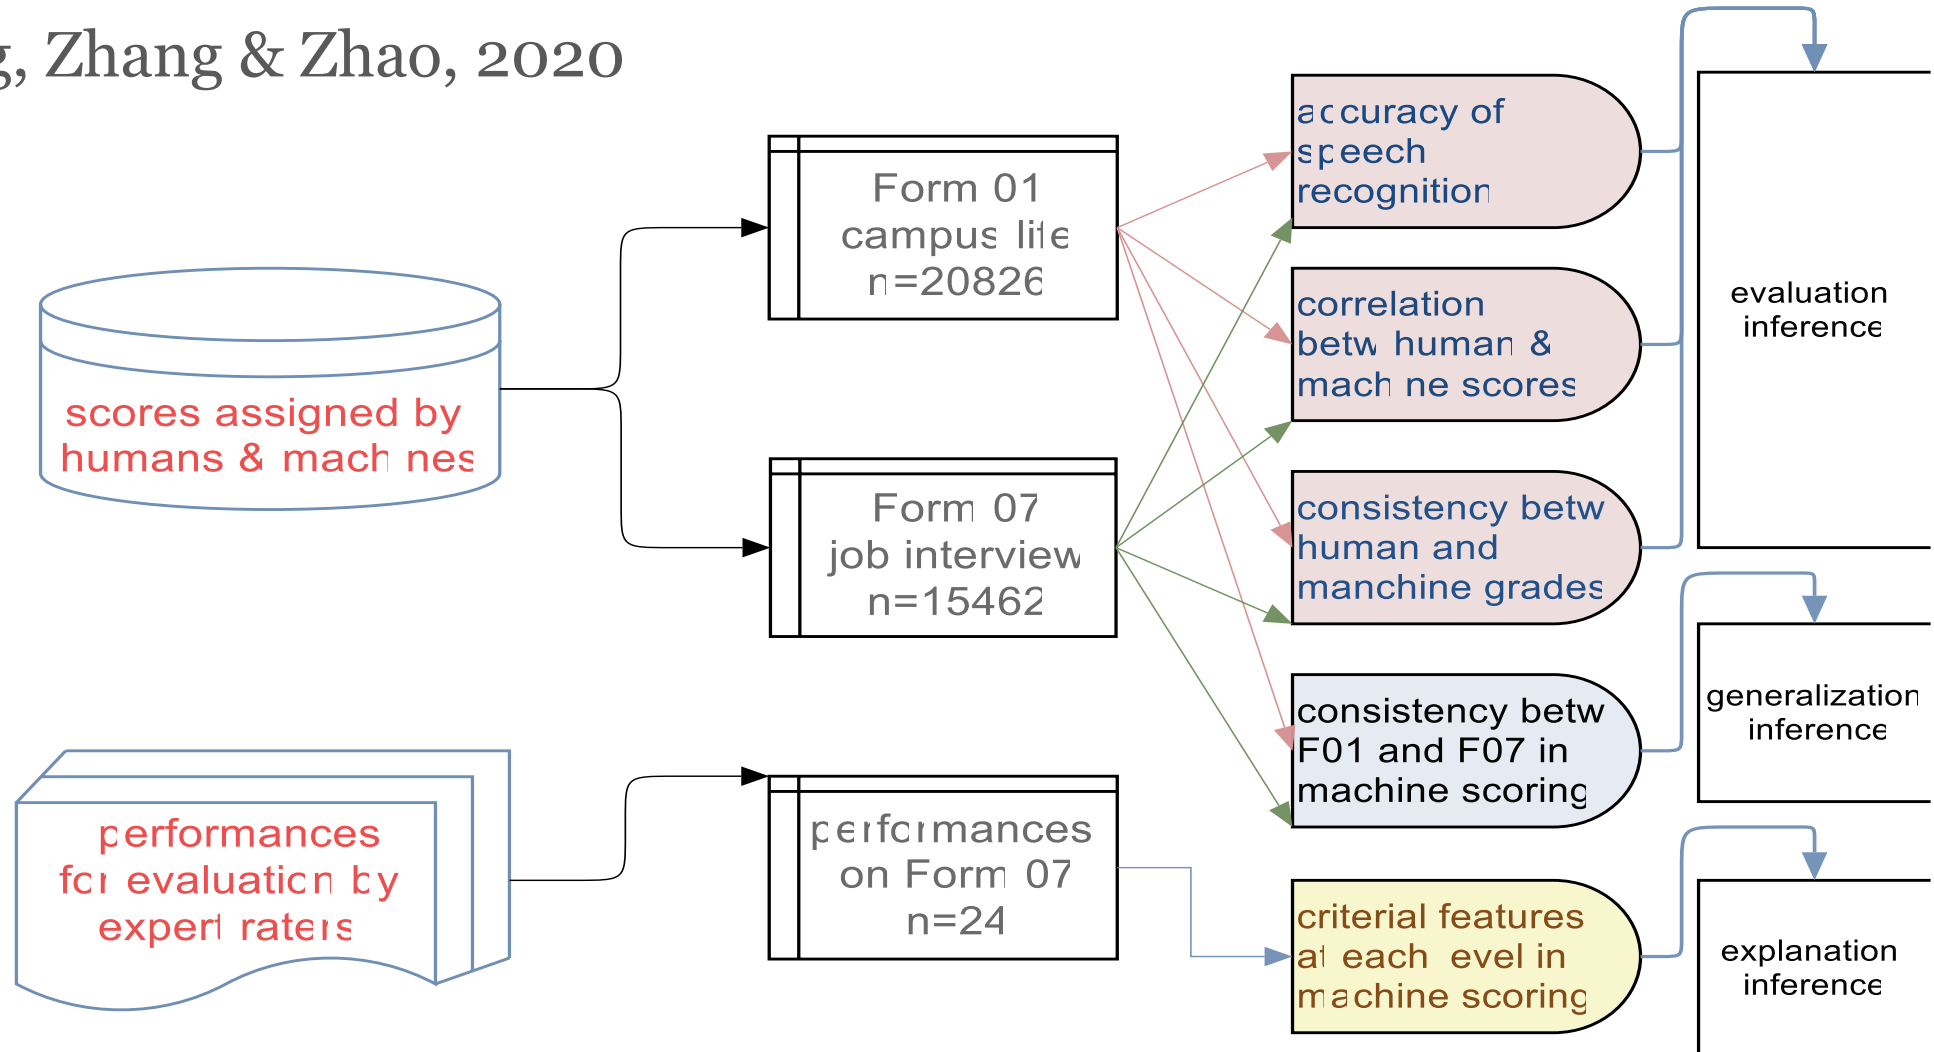 g, Zhang & Zhao, 2020
scores assigned by
humans & machines
performances
for evaluation by
expert raters
Form 01
campus life
n=20826
Form 07
job interview
n=15462
performances
on Form 07
n=24
accuracy of
speech
recognition
correlation
betw human &
machine scores
consistency betw
human and
manchine grades
consistency betw
F01 and F07 in
machine scoring
criterial features
at each level in
machine scoring
evaluation
inference
generalization
inference
explanation
inference